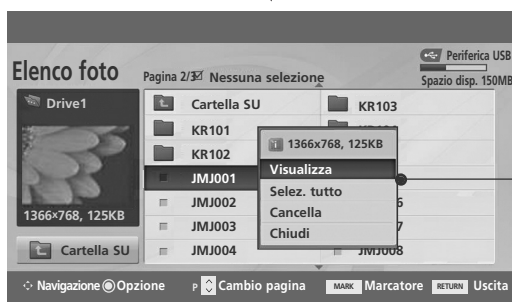 Periferica USB
Elenco foto
Pagina 2/3 Nessuna selezione
Spazio disp. 150MB
Drive1
Cartella SU
KR103
KR101
KR102
1366x768, 125KB
JMJ001
Visualizza
JMJ002
Selez. tutto
6
1366×768, 125KB
Cancella
JMJ003
7
Chiudi
Cartella SU
JMJ004
JMJ008
Navigazione Opzione P Cambio pagina MARK Marcatore RETURN Uscita